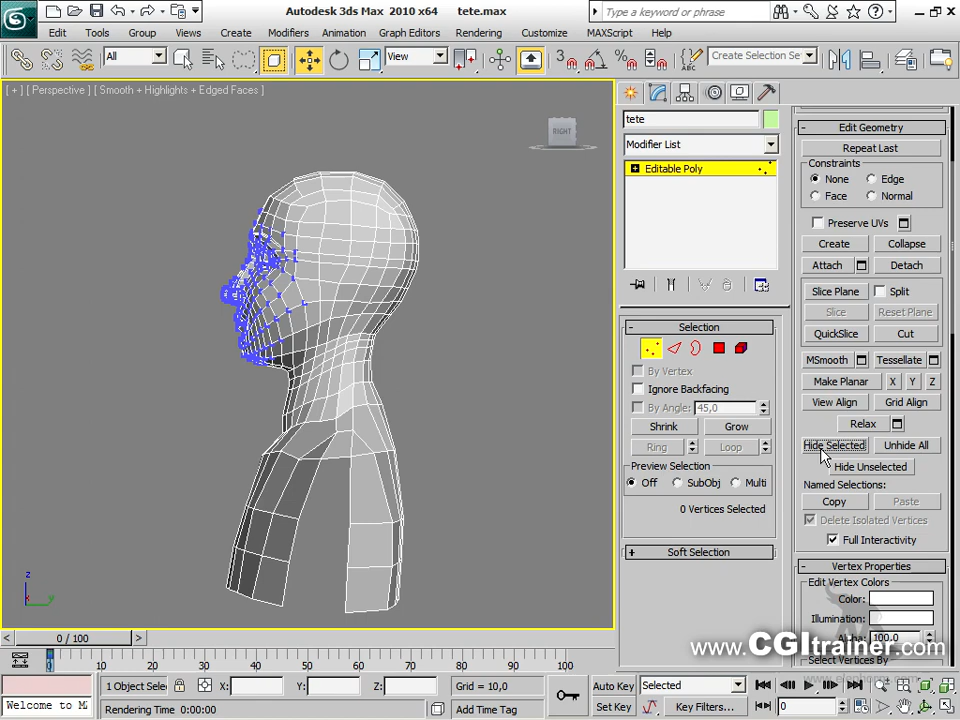 Autodesk 3ds Max 2010 x64 tete.max
Type a keyword or phrase
Edit Tools Group Views Create Modifiers Animation Graph Editors Rendering Customize MAXScript Help
All View 3 Create Selection Se
[ + ] [ Perspective ] [ Smooth + Highlights + Edged Faces ]
RIGHT
tete
Modifier List
Editable Poly
- Selection
By Vertex
Ignore Backfacing
By Angle: 45,0
Shrink Grow
Ring Loop
Preview Selection
Off SubObj Multi
0 Vertices Selected
+ Soft Selection
- Edit Geometry
Repeat Last
Constraints
None Edge
Face Normal
Preserve UVs
Create Collapse
Attach Detach
Slice Plane Split
Slice Reset Plane
QuickSlice Cut
MSmooth Tessellate
Make Planar X Y Z
View Align Grid Align
Relax
Hide Selected Unhide All
Hide Unselected
Named Selections:
Copy Paste
Delete Isolated Vertices
Full Interactivity
- Vertex Properties
Edit Vertex Colors
Color:
Illumination:
Alpha: 100,0
Select Vertices By
www.CGItrainer.com
z
x y
< 0 / 100 >
0 10 20 30 40 50 60 70 80 90 100
1 Object Selec X: Y: Z: Grid = 10,0
Auto Key Selected
Welcome to MA Rendering Time 0:00:00 Add Time Tag
Set Key Key Filters... 0